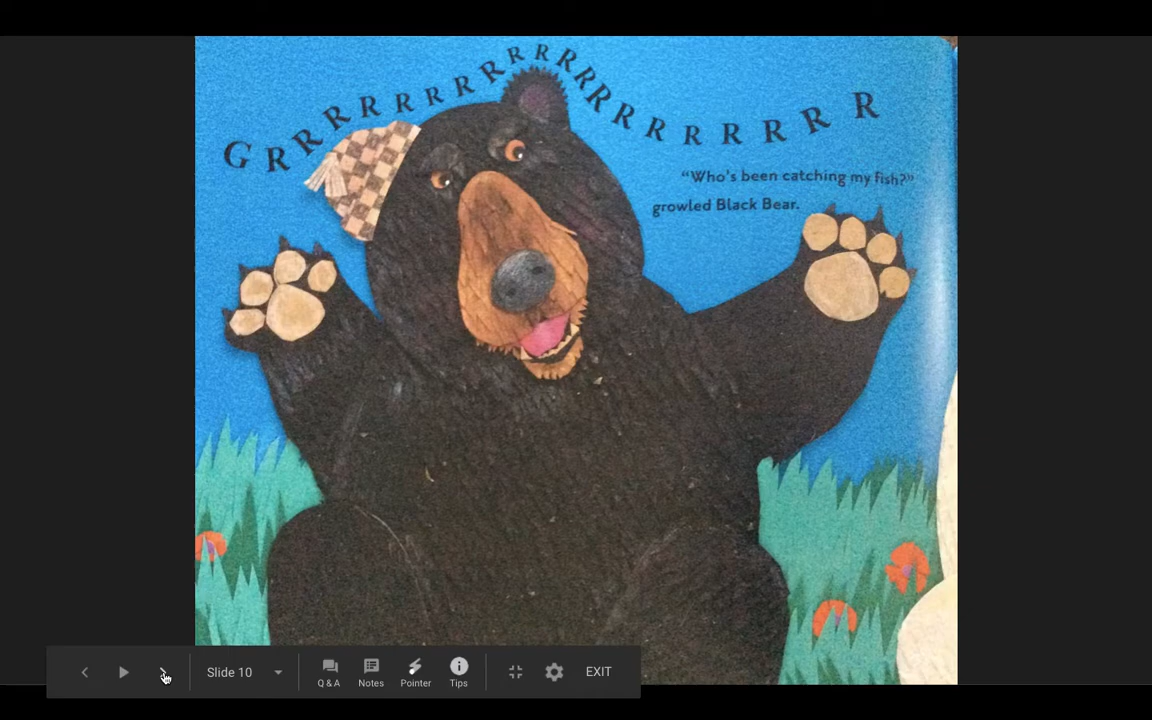 GRRRRRRRRRRRRRRRRRRRR
"Who's been catching my fish?"
growled Black Bear.
Slide 10
Q & A
Notes
Pointer
Tips
EXIT